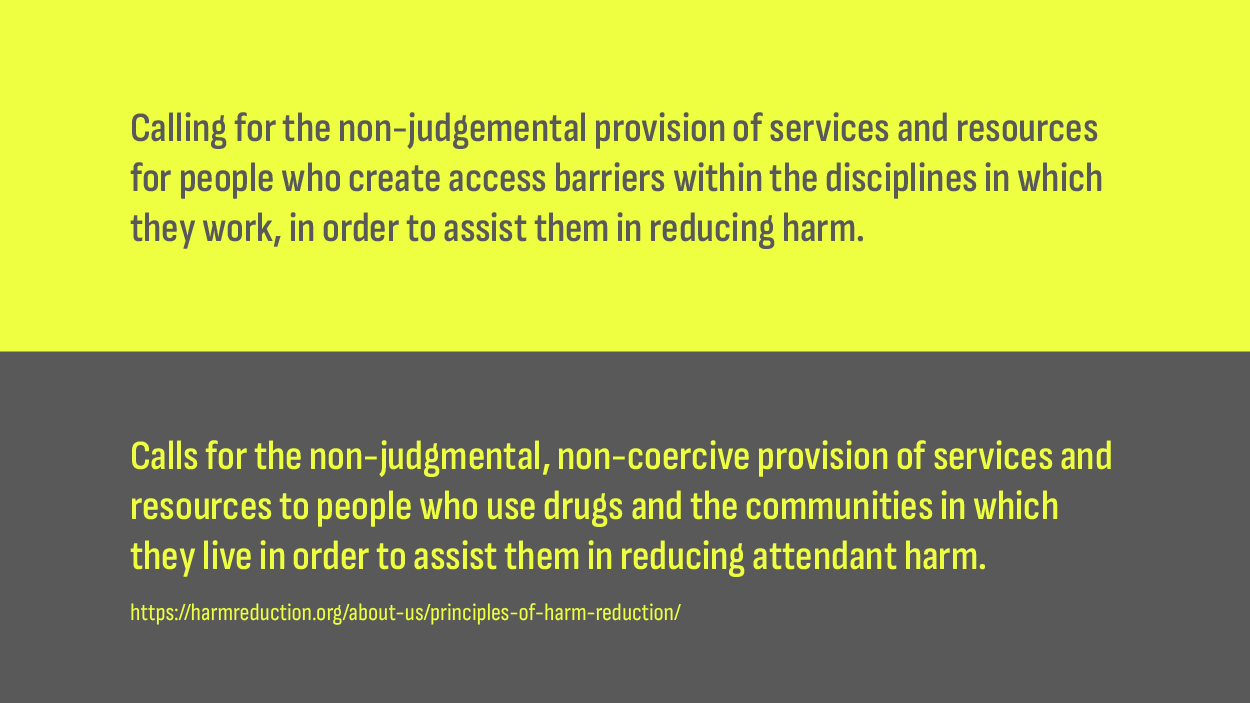 Calling for the non-judgemental provision of services and resources
for people who create access barriers within the disciplines in which
they work, in order to assist them in reducing harm.
Calls for the non-judgmental, non-coercive provision of services and
resources to people who use drugs and the communities in which
they live in order to assist them in reducing attendant harm.
https://harmreduction.org/about-us/principles-of-harm-reduction/